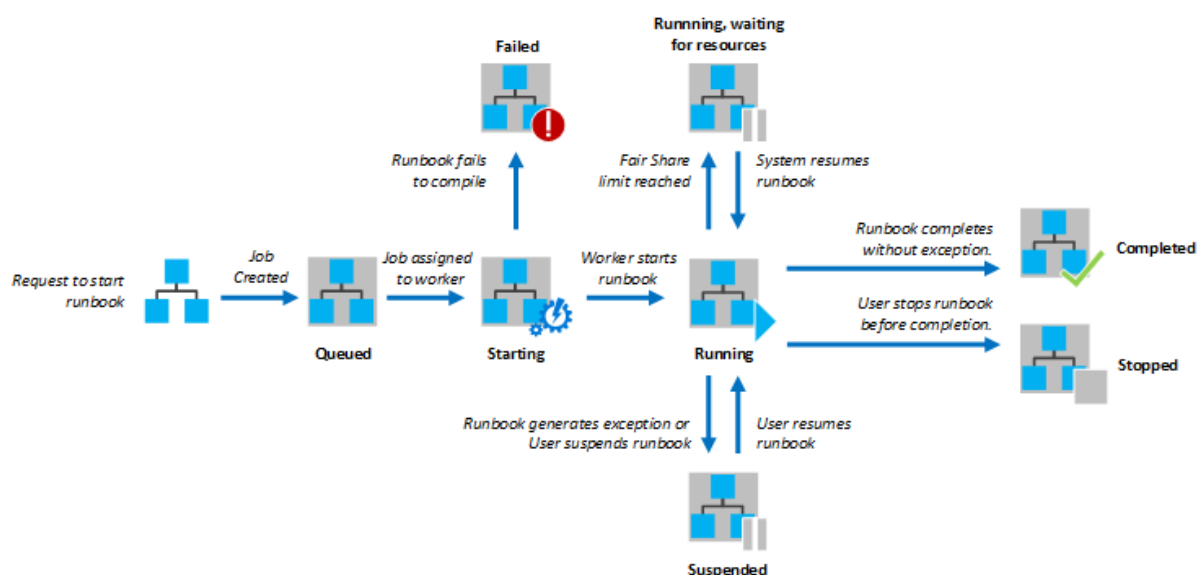 Failed
Runnning, waiting
for resources
Runbook fails
to compile
Fair Share
limit reached
System resumes
runbook
Request to start
runbook
Job
Created
Queued
Job assigned
to worker
Starting
Worker starts
runbook
Running
Runbook completes
without exception.
Completed
User stops runbook
before completion.
Stopped
Runbook generates exception or
User suspends runbook
User resumes
runbook
Suspended